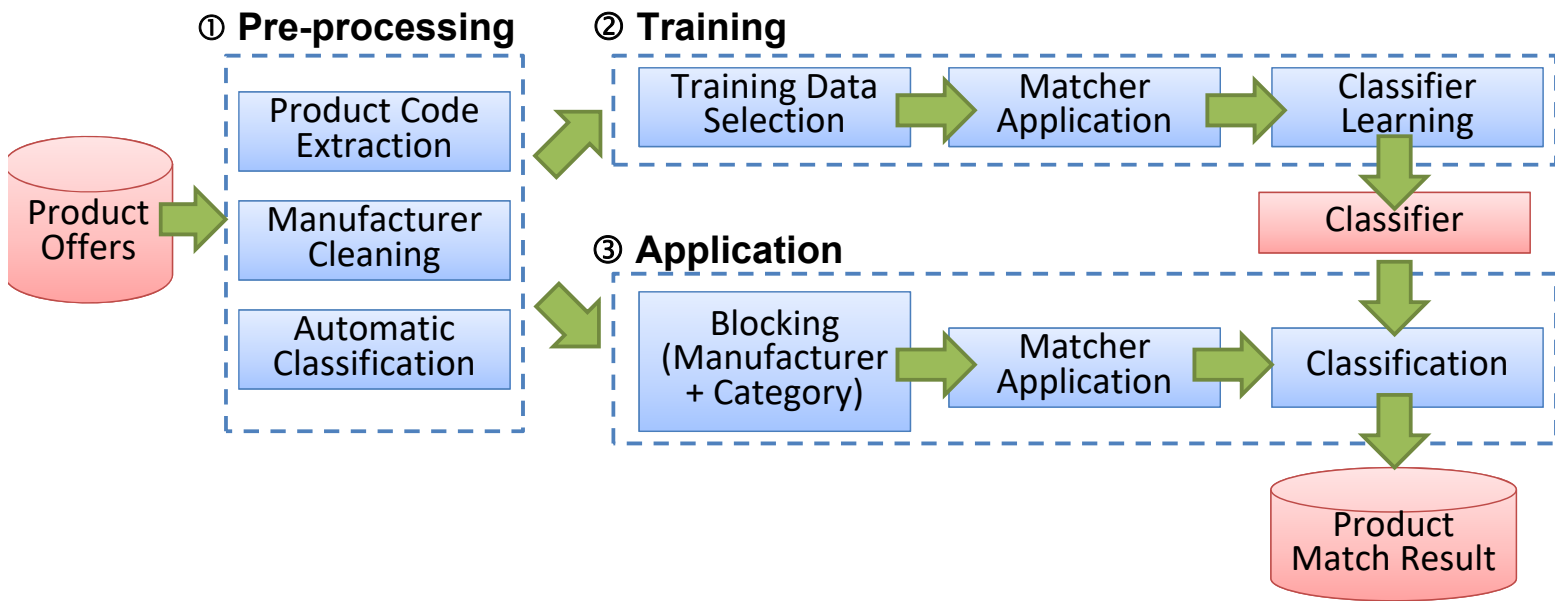 ① Pre-processing
Product
Offers
Product Code
Extraction
Manufacturer
Cleaning
Automatic
Classification
② Training
Training Data
Selection
Matcher
Application
Classifier
Learning
Classifier
③ Application
Blocking
(Manufacturer
+ Category)
Matcher
Application
Classification
Product
Match Result